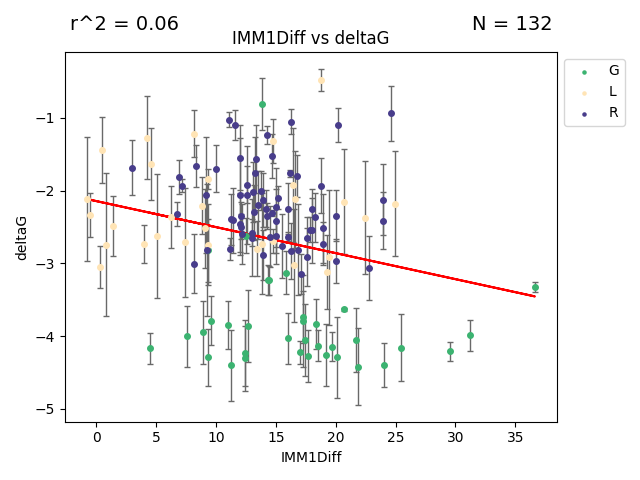 r^2 = 0.06 N = 132
IMM1Diff vs deltaG
G
L
R
−1
−2
−3
−4
−5
deltaG
0 5 10 15 20 25 30 35
IMM1Diff